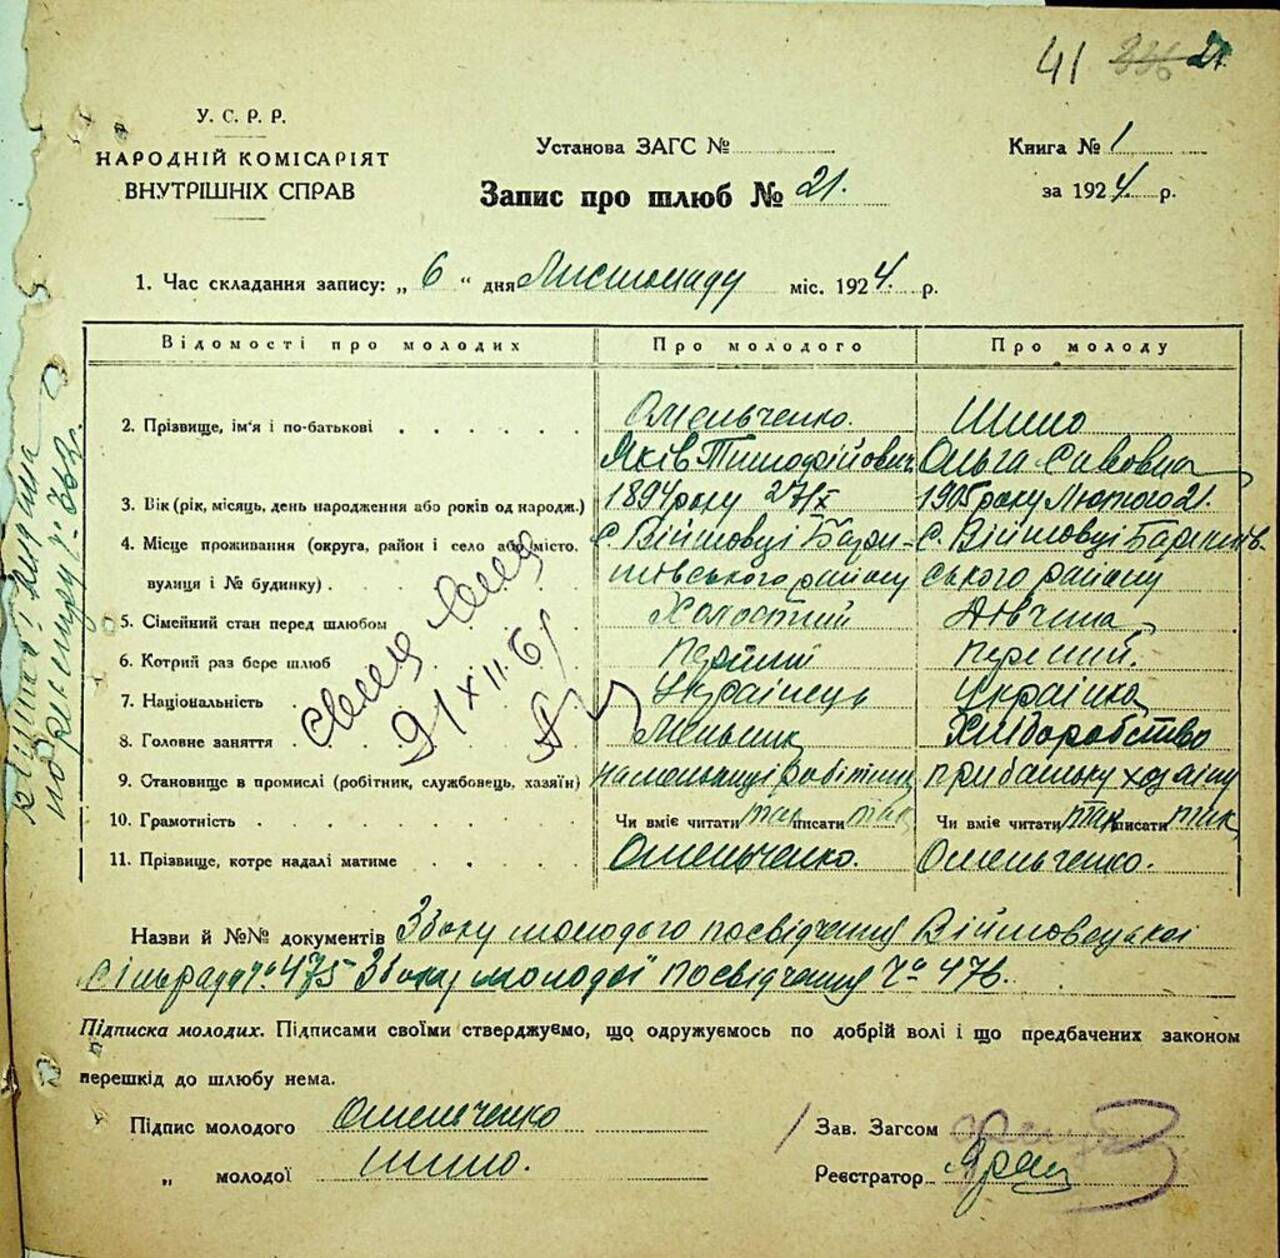 41 336 21
У. С. Р. Р.
НАРОДНІЙ КОМІСАРІЯТ
ВНУТРІШНІХ СПРАВ
Установа ЗАГС №
Запис про шлюб № 21.
Книга № 1
за 1924 р.
1. Час складання запису: „ 6 “ дня Листопаду міс. 1924. р.
Відомості про молодих Про молодого Про молоду
2. Прізвище, ім'я і по-батькові Омельченко. Шило
Яків Тимофійович Ольга Савовна
3. Вік (рік, місяць, день народження або років од народж.) 1894 року 27/IX 1905 року Лютого 21.
4. Місце проживання (округа, район і село або місто, с. Війтовці Бари- с. Війтовці Баришів-
вулиця і № будинку) . шовського району ського району
5. Сімейний стан перед шлюбом Холостий Дівчина
6. Котрий раз бере шлюб перший перший.
7. Національність Українець Українка
8. Головне заняття Мельник Хліборобство
9. Становище в промислі (робітник, службовець, хазяїн) на мельниці робітник при батьку хозаїну
10. Грамотність Чи вміє читати так писати так Чи вміє читати так писати так
11. Прізвище, котре надалі матиме Омельченко. Омельченко.
Назви й №№ документів З боку молодого посвідчення Війтовецької
Сільради № 475 З боку молодої посвідчення № 476.
Підписка молодих. Підписами своїми стверджуємо, що одружуємось по добрій волі і що предбачених законом
перешкід до шлюбу нема.
Підпис молодого Омельченко
„ молодої Шило.
Зав. Загсом
Реєстратор